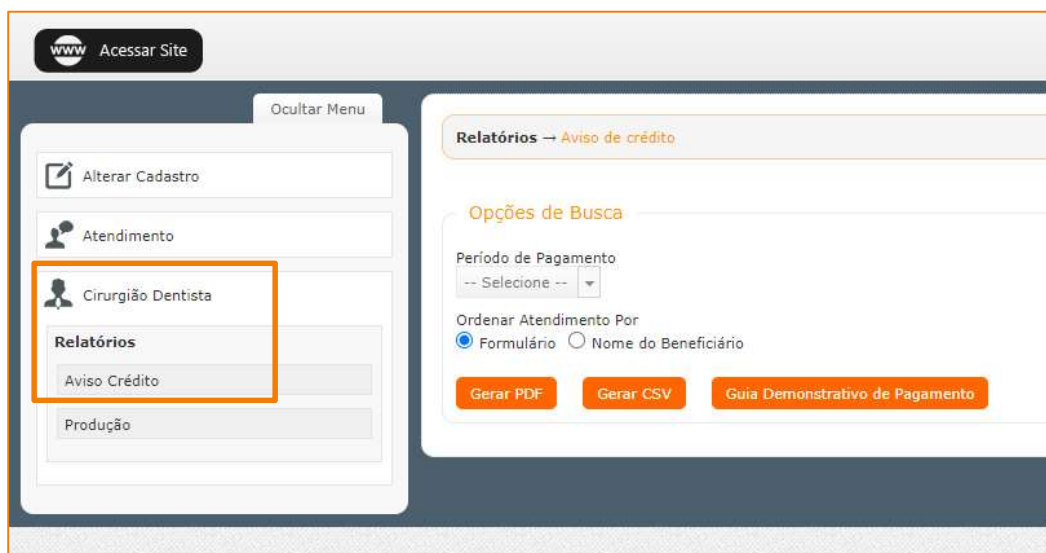 www Acessar Site
Ocultar Menu
Alterar Cadastro
Atendimento
Cirurgião Dentista
Relatórios
Aviso Crédito
Produção
Relatórios → Aviso de crédito
Opções de Busca
Período de Pagamento
-- Selecione --
Ordenar Atendimento Por
Formulário Nome do Beneficiário
Gerar PDF Gerar CSV Guia Demonstrativo de Pagamento